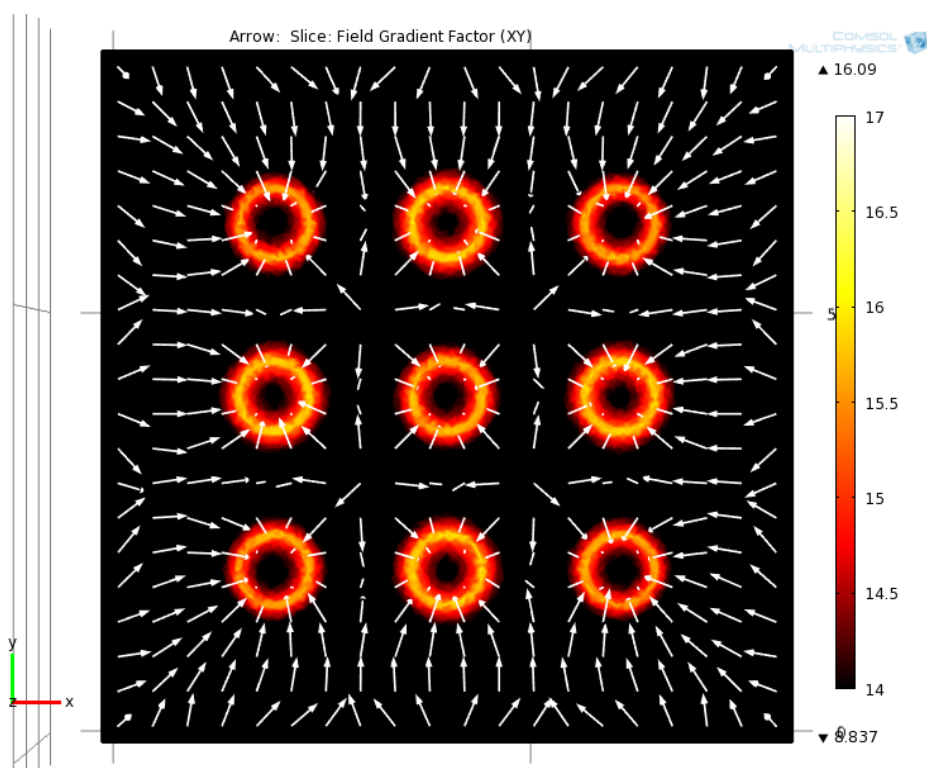 Arrow: Slice: Field Gradient Factor (XY)
COMSOL
MULTIPHYSICS
▲ 16.09
17
16.5
16
15.5
15
14.5
14
▼ 8.837
5
0
y
z
x